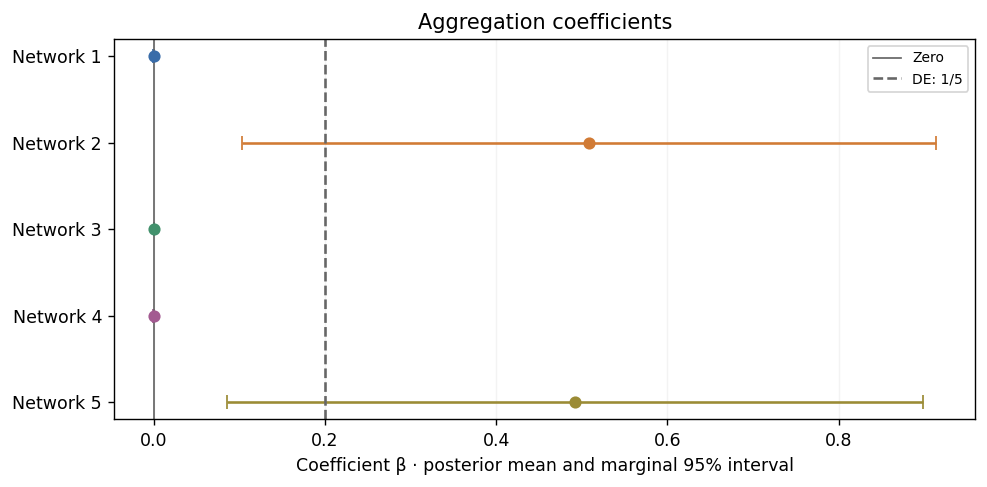 Aggregation coefficients
Network 1
Network 2
Network 3
Network 4
Network 5
Zero
DE: 1/5
0.0
0.2
0.4
0.6
0.8
Coefficient β · posterior mean and marginal 95% interval